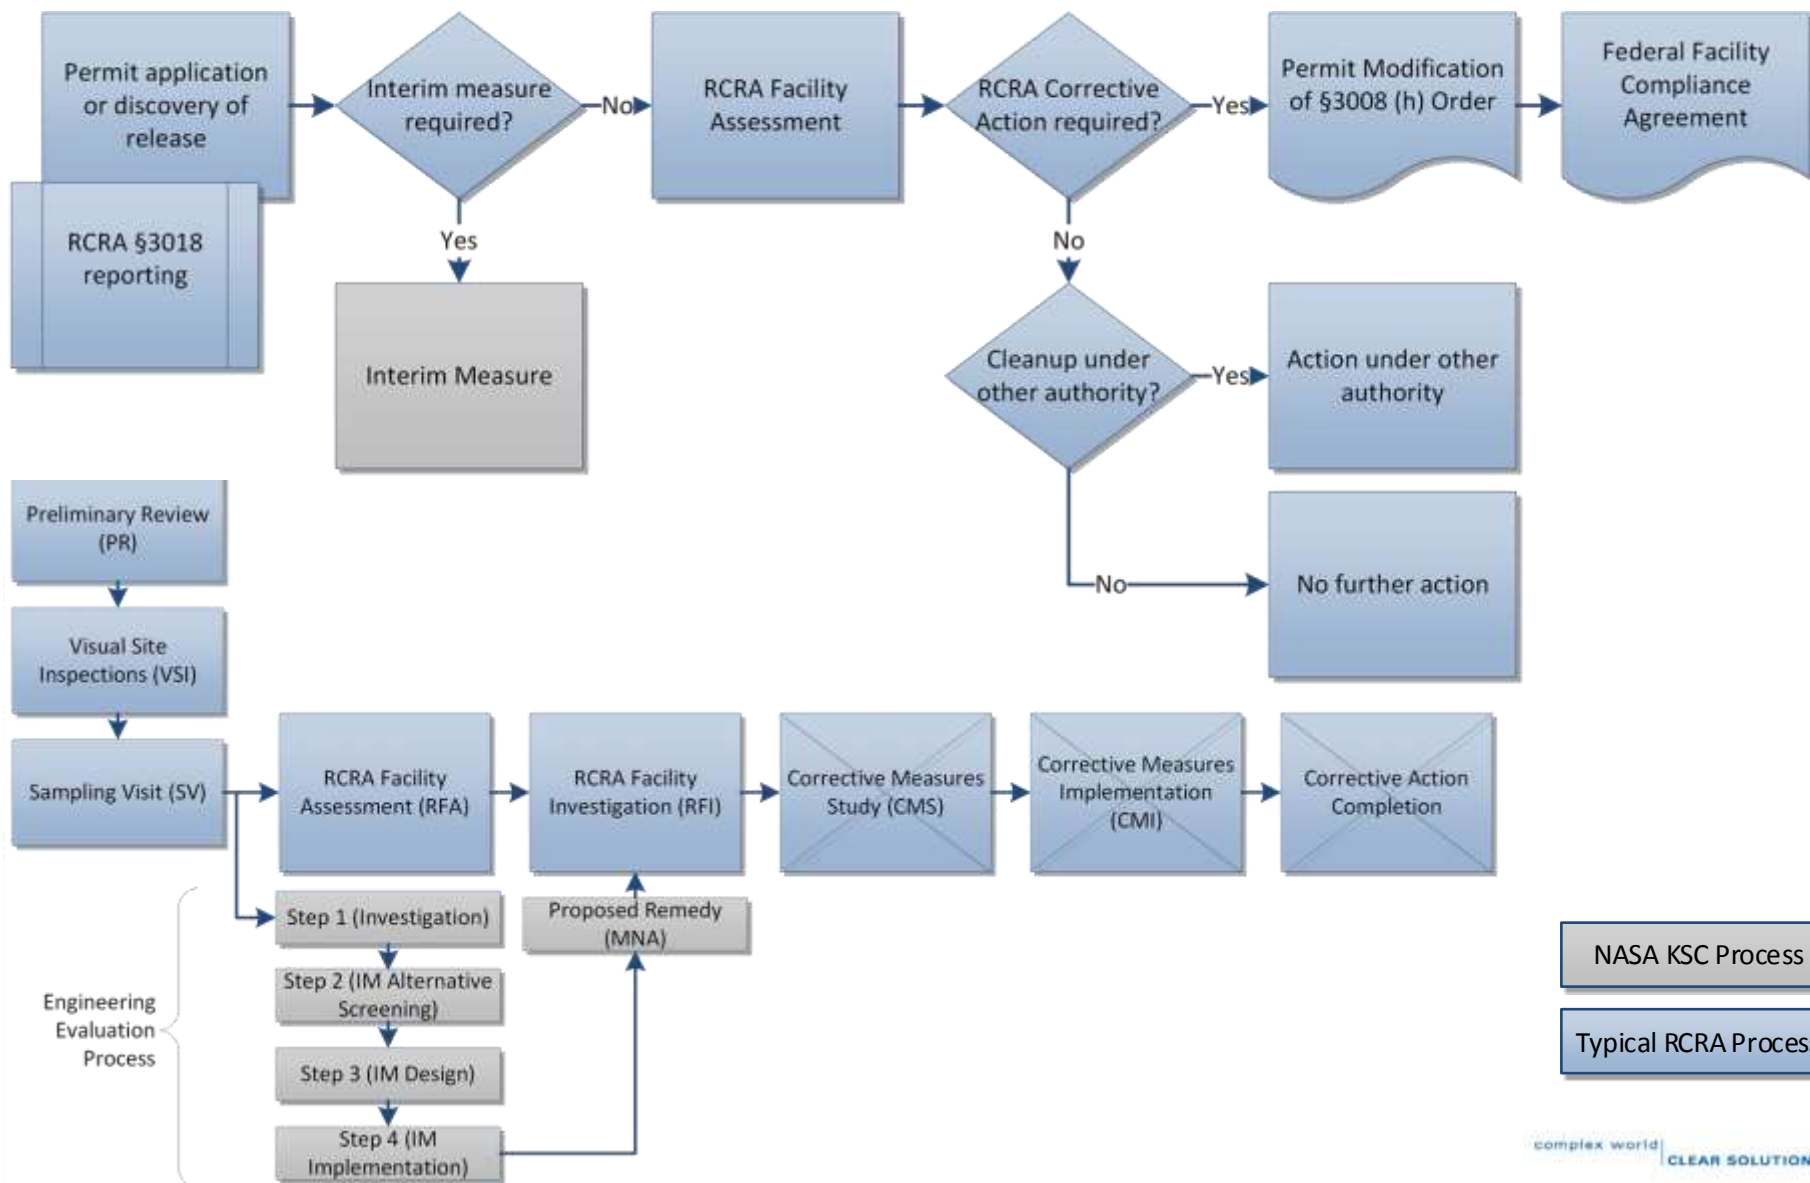 Permit application
or discovery of
release
Interim measure
required?
No
RCRA Facility
Assessment
RCRA Corrective
Action required?
Yes
Permit Modification
of §3008 (h) Order
Federal Facility
Compliance
Agreement
RCRA §3018
reporting
Yes
No
Interim Measure
Cleanup under
other authority?
Yes
Action under other
authority
No
No further action
Preliminary Review
(PR)
Visual Site
Inspections (VSI)
Sampling Visit (SV)
RCRA Facility
Assessment (RFA)
RCRA Facility
Investigation (RFI)
Corrective Measures
Study (CMS)
Corrective Measures
Implementation
(CMI)
Corrective Action
Completion
Engineering
Evaluation
Process
Step 1 (Investigation)
Step 2 (IM Alternative
Screening)
Step 3 (IM Design)
Step 4 (IM
Implementation)
Proposed Remedy
(MNA)
NASA KSC Process
Typical RCRA Process
complex world
CLEAR SOLUTION